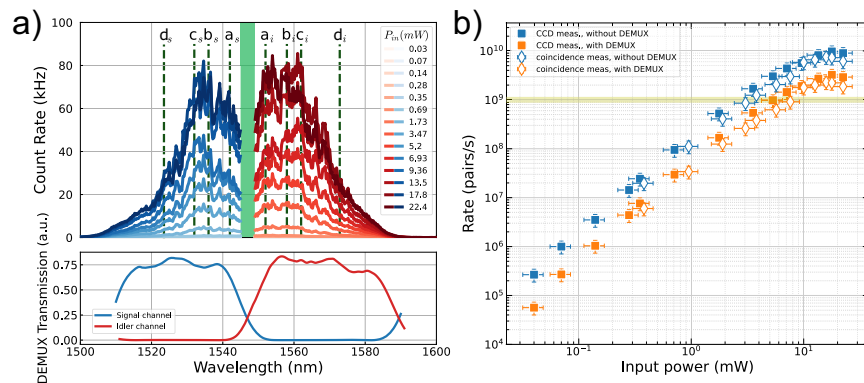 a)
d_s c_s b_s a_s a_i b_i c_i d_i
P_in(mW)
0.03
0.07
0.14
0.28
0.35
0.69
1.73
3.47
5.2
6.93
9.36
13.5
17.8
22.4
Count Rate (kHz)
100
80
60
40
20
0
DEMUX Transmission (a.u.)
0.75
0.50
0.25
0.00
Signal channel
Idler channel
1500 1520 1540 1560 1580 1600
Wavelength (nm)
b)
CCD meas,, without DEMUX
CCD meas,, with DEMUX
coincidence meas, without DEMUX
coincidence meas, with DEMUX
Rate (pairs/s)
10^10
10^9
10^8
10^7
10^6
10^5
10^4
10^-1 10^0 10^1
Input power (mW)